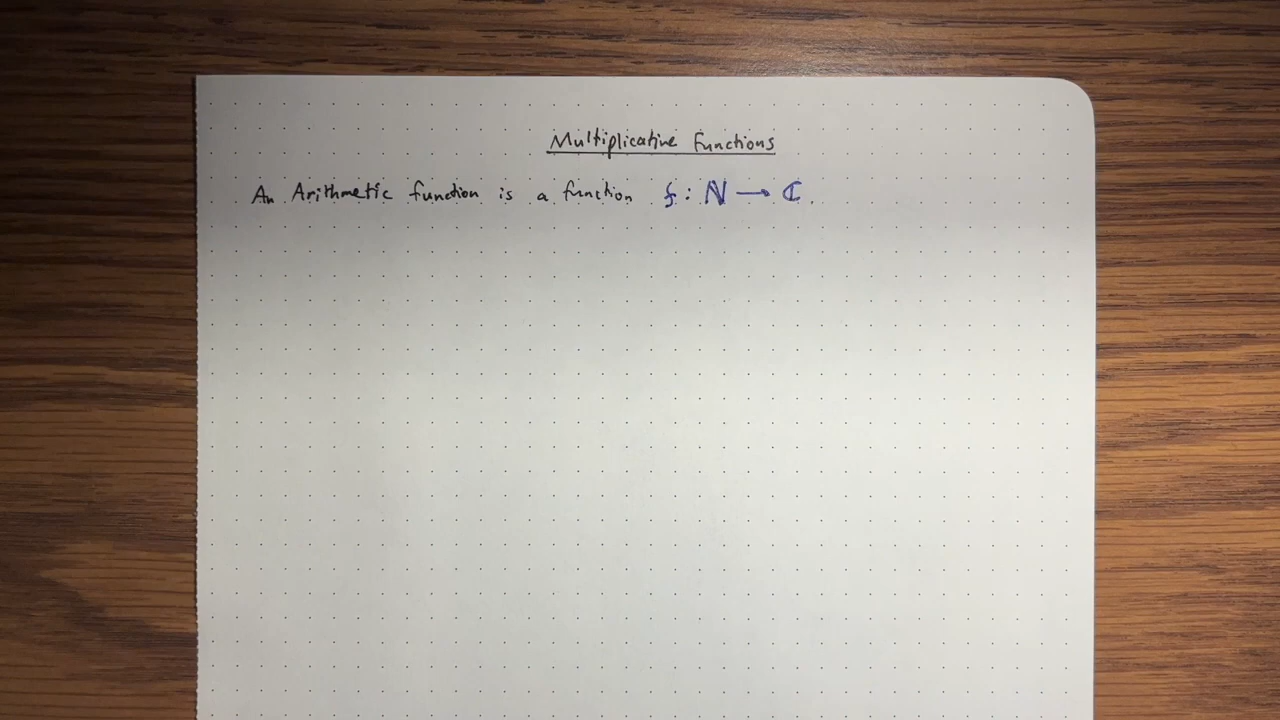 Multiplicative Functions
An Arithmetic function is a function f : ℕ → ℂ.